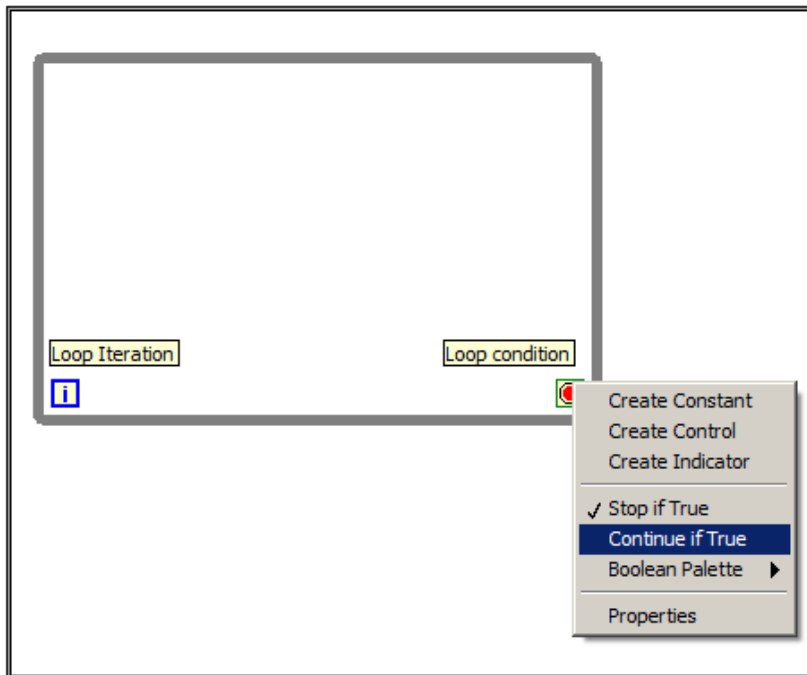 Loop Iteration
Loop condition
i
Create Constant
Create Control
Create Indicator
Stop if True
Continue if True
Boolean Palette
Properties